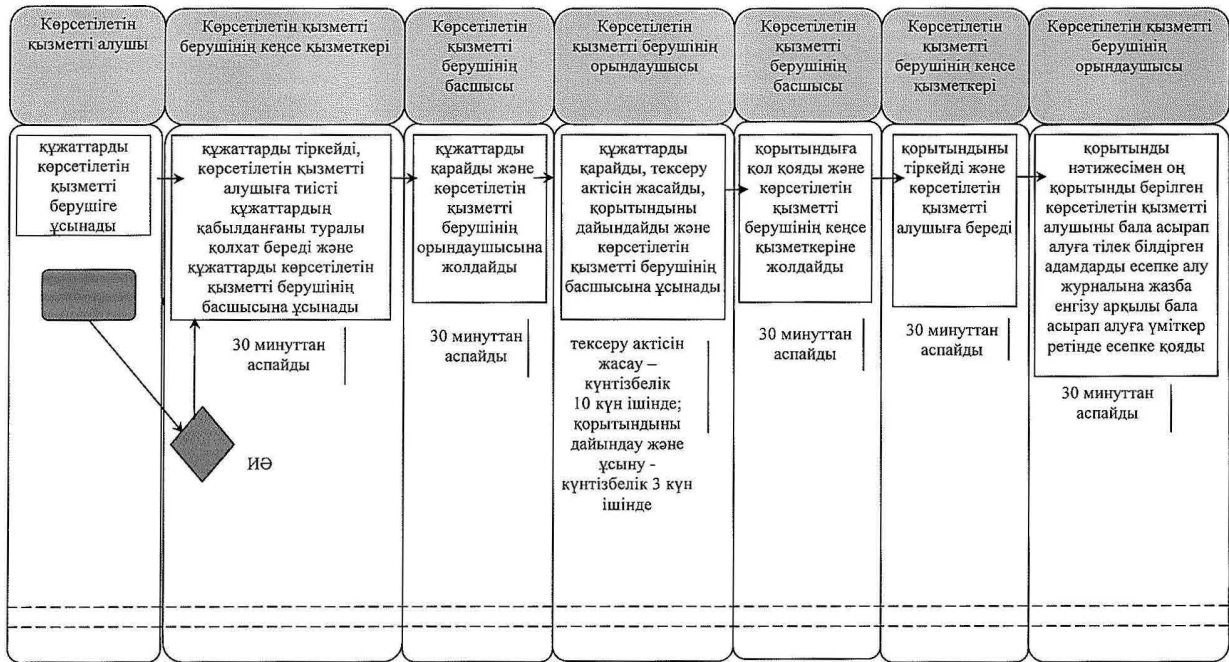 Көрсетілетін
қызметті алушы
Көрсетілетін қызметті
берушінің кеңсе қызметкері
Көрсетілетін
қызметті
берушінің
басшысы
Көрсетілетін
қызметті берушінің
орындаушысы
Көрсетілетін
қызметті
берушінің
басшысы
Көрсетілетін
қызметті
берушінің кеңсе
қызметкері
Көрсетілетін қызметті
берушінің
орындаушысы
құжаттарды
көрсетілетін
қызметті
берушіге
ұсынады
құжаттарды тіркейді,
көрсетілетін қызметті
алушыға тиісті
құжаттардың
қабылданғаны туралы
қолхат береді және
құжаттарды көрсетілетін
қызметті берушінің
басшысына ұсынады
30 минуттан
аспайды
ИӘ
құжаттарды
қарайды және
көрсетілетін
қызметті
берушінің
орындаушысына
жолдайды
30 минуттан
аспайды
құжаттарды
қарайды, тексеру
актісін жасайды,
қорытындыны
дайындайды және
көрсетілетін
қызметті берушінің
басшысына ұсынады
тексеру актісін
жасау –
күнтізбелік
10 күн ішінде;
қорытындыны
дайындау және
ұсыну -
күнтізбелік 3 күн
ішінде
қорытындыға
қол қояды және
көрсетілетін
қызметті
берушінің кеңсе
қызметкеріне
жолдайды
30 минуттан
аспайды
қорытындыны
тіркейді және
көрсетілетін
қызметті
алушыға береді
30 минуттан
аспайды
қорытынды
нәтижесімен оң
қорытынды берілген
көрсетілетін қызметті
алушыны бала асырап
алуға тілек білдірген
адамдарды есепке алу
журналына жазба
енгізу арқылы бала
асырап алуға үміткер
ретінде есепке қояды
30 минуттан
аспайды